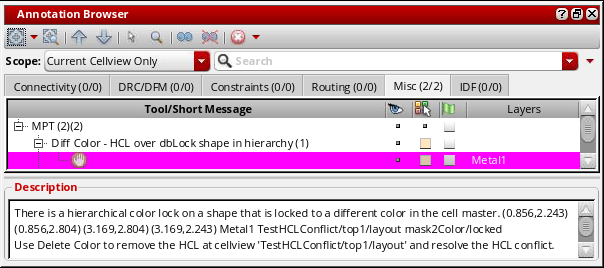 Annotation Browser
Scope: Current Cellview Only Search
Connectivity (0/0) DRC/DFM (0/0) Constraints (0/0) Routing (0/0) Misc (2/2) IDF (0/0)
Tool/Short Message Layers
MPT (2)(2)
Diff Color - HCL over dbLock shape in hierarchy (1)
Metal1
Description
There is a hierarchical color lock on a shape that is locked to a different color in the cell master. (0.856,2.243)
(0.856,2.804) (3.169,2.804) (3.169,2.243) Metal1 TestHCLConflict/top1/layout mask2Color/locked
Use Delete Color to remove the HCL at cellview 'TestHCLConflict/top1/layout' and resolve the HCL conflict.